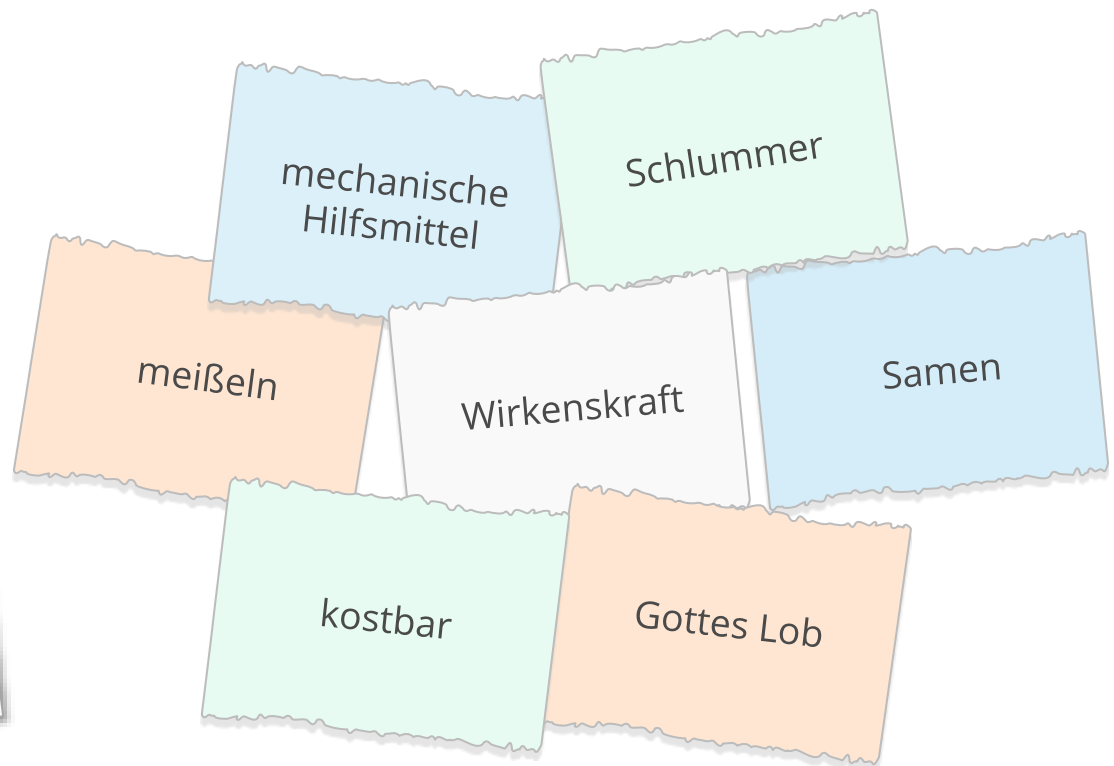 mechanische
Hilfsmittel
Schlummer
meißeln
Wirkenskraft
Samen
kostbar
Gottes Lob